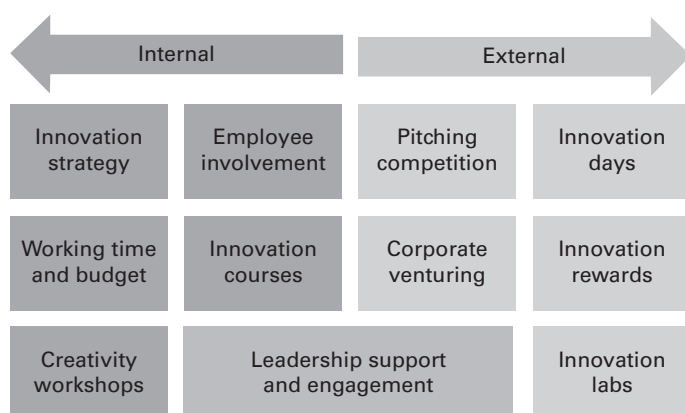 Internal
External
Innovation
strategy
Employee
involvement
Pitching
competition
Innovation
days
Working time
and budget
Innovation
courses
Corporate
venturing
Innovation
rewards
Creativity
workshops
Leadership support
and engagement
Innovation
labs